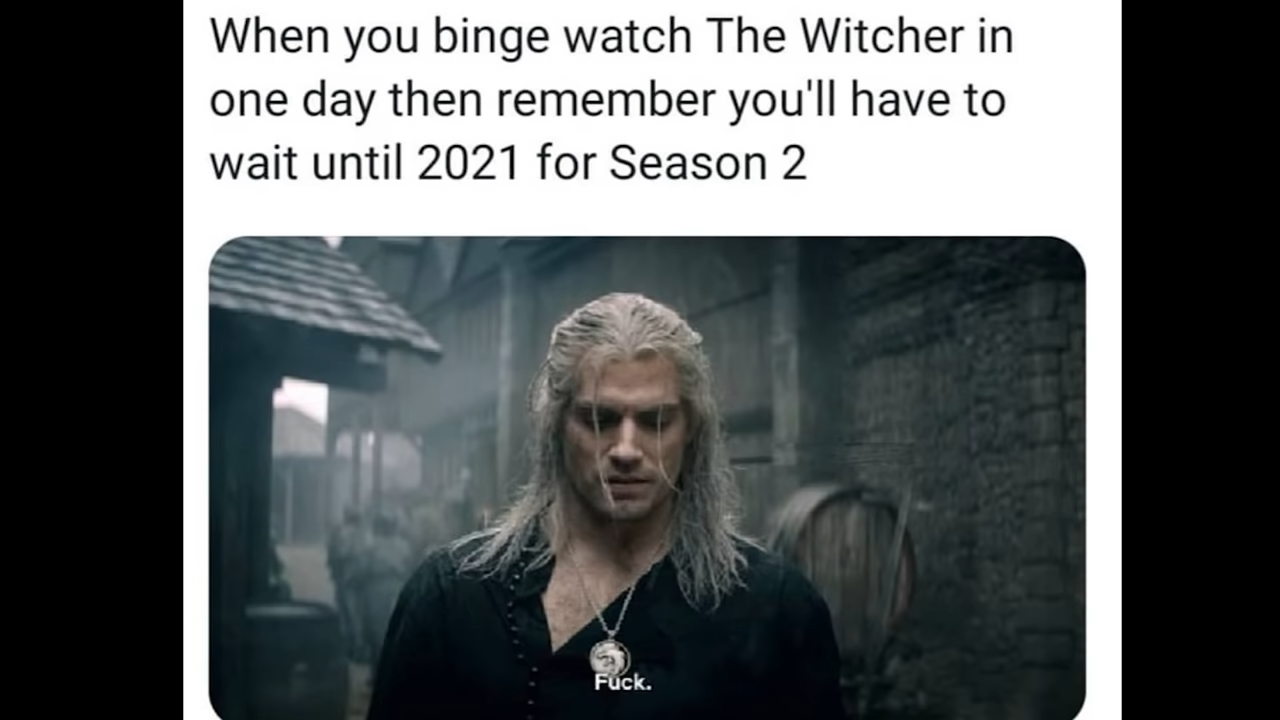 When you binge watch The Witcher in
one day then remember you'll have to
wait until 2021 for Season 2
Fuck.